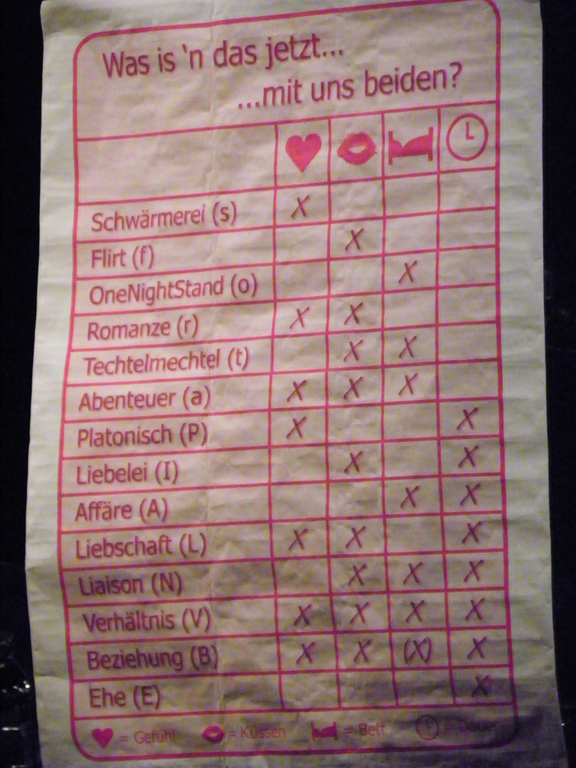 Was is 'n das jetzt...
...mit uns beiden?
Schwärmerei (s) X
Flirt (f) X
OneNightStand (o) X
Romanze (r) X X
Techtelmechtel (t) X X
Abenteuer (a) X X X
Platonisch (P) X X
Liebelei (I) X X
Affäre (A) X X
Liebschaft (L) X X X
Liaison (N) X X X
Verhältnis (V) X X X X
Beziehung (B) X X (X) X
Ehe (E) X
= Gefühl = Küssen = Bett = Dauer